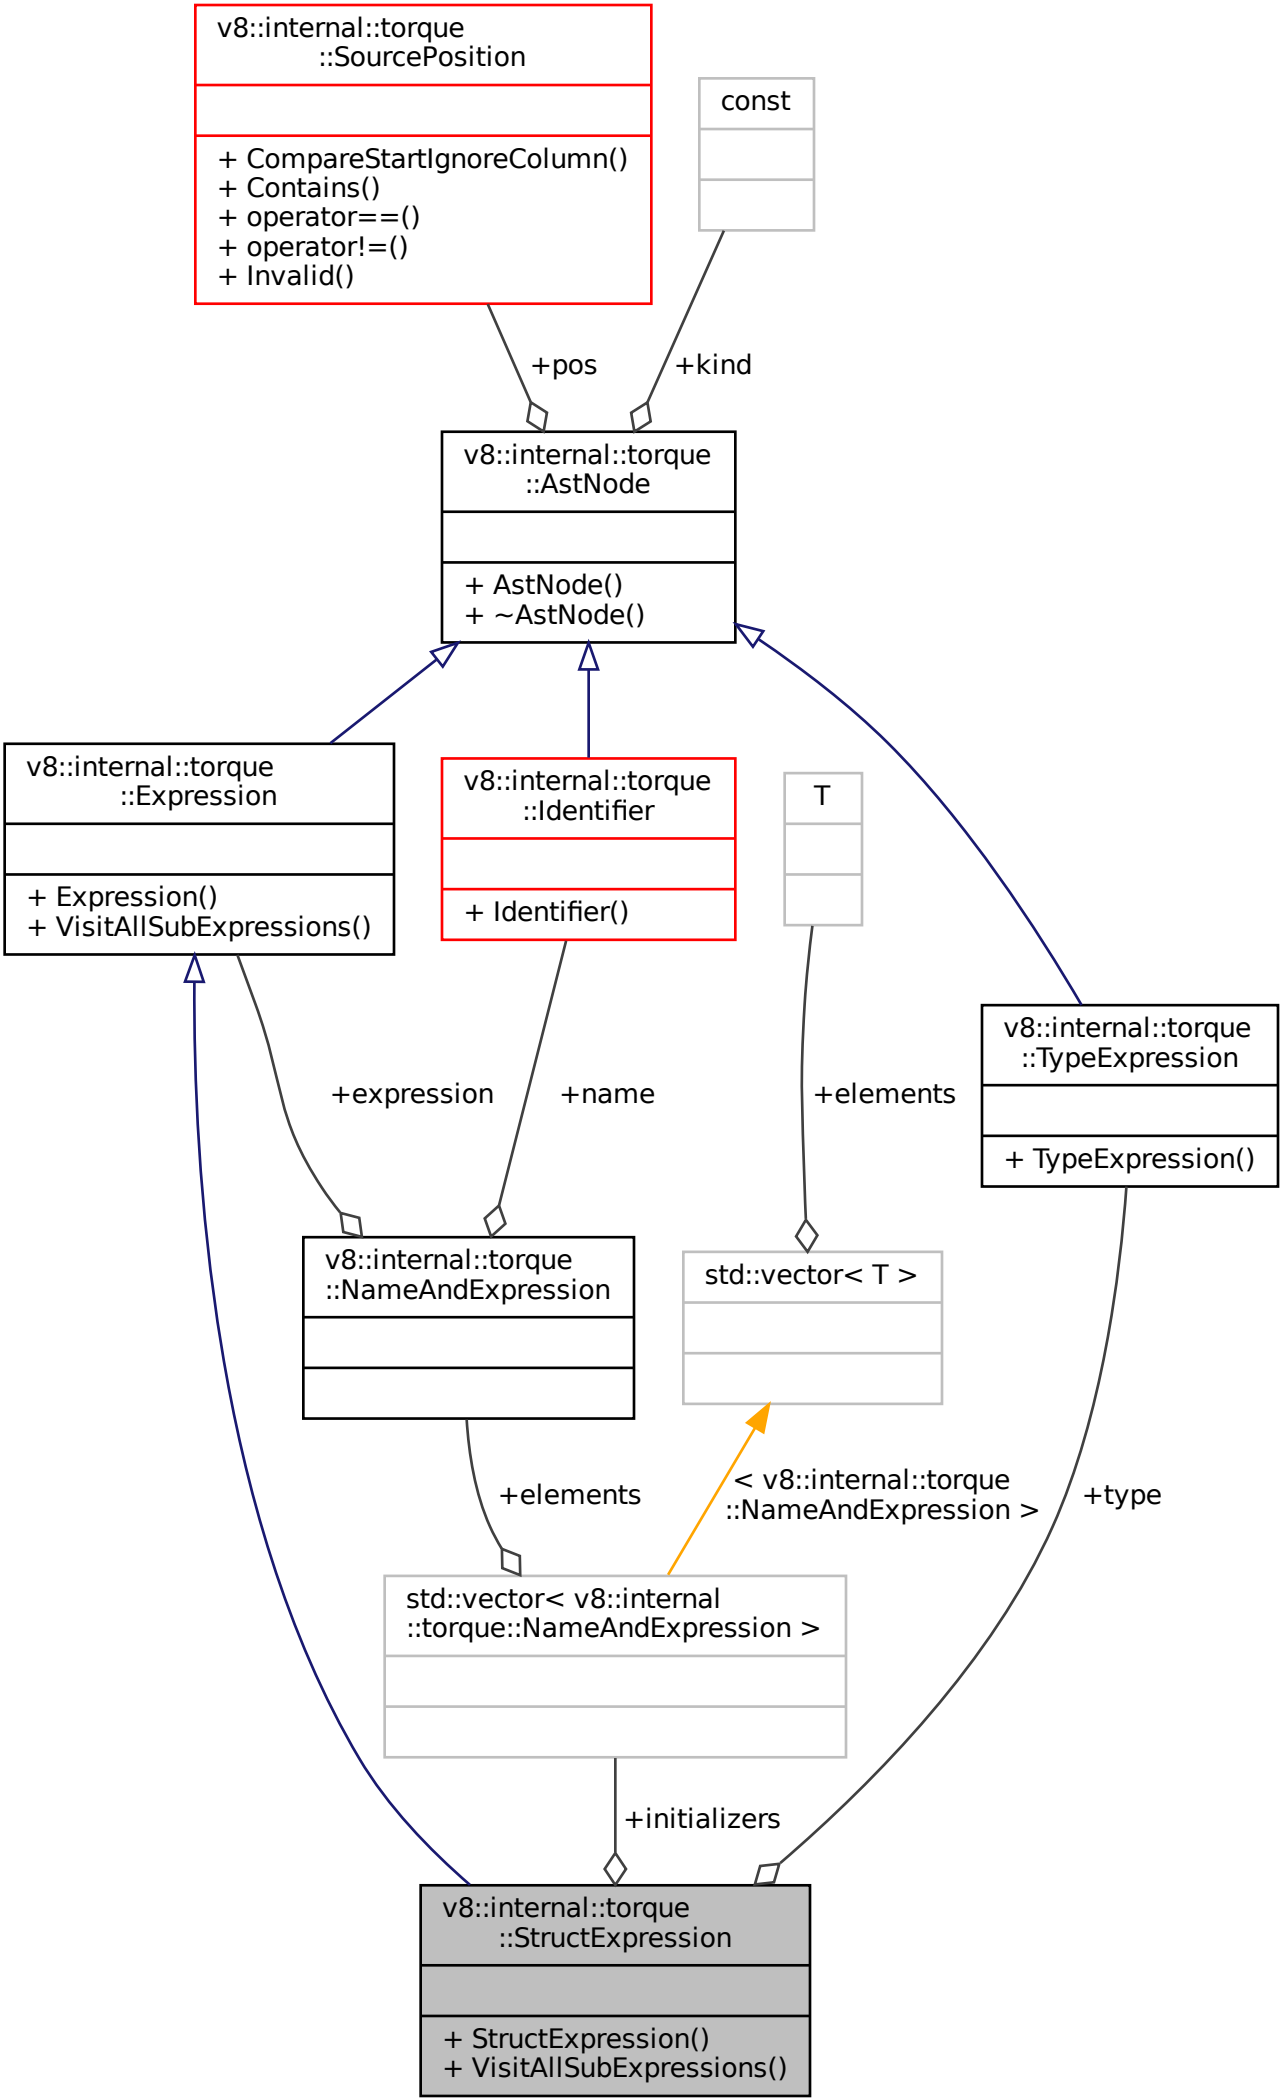 v8::internal::torque
::SourcePosition
+ CompareStartIgnoreColumn()
+ Contains()
+ operator==()
+ operator!=()
+ Invalid()
const
+pos
+kind
v8::internal::torque
::AstNode
+ AstNode()
+ ~AstNode()
v8::internal::torque
::Expression
+ Expression()
+ VisitAllSubExpressions()
v8::internal::torque
::Identifier
+ Identifier()
T
v8::internal::torque
::TypeExpression
+ TypeExpression()
+expression
+name
+elements
v8::internal::torque
::NameAndExpression
std::vector< T >
+elements
< v8::internal::torque
::NameAndExpression >
+type
std::vector< v8::internal
::torque::NameAndExpression >
+initializers
v8::internal::torque
::StructExpression
+ StructExpression()
+ VisitAllSubExpressions()